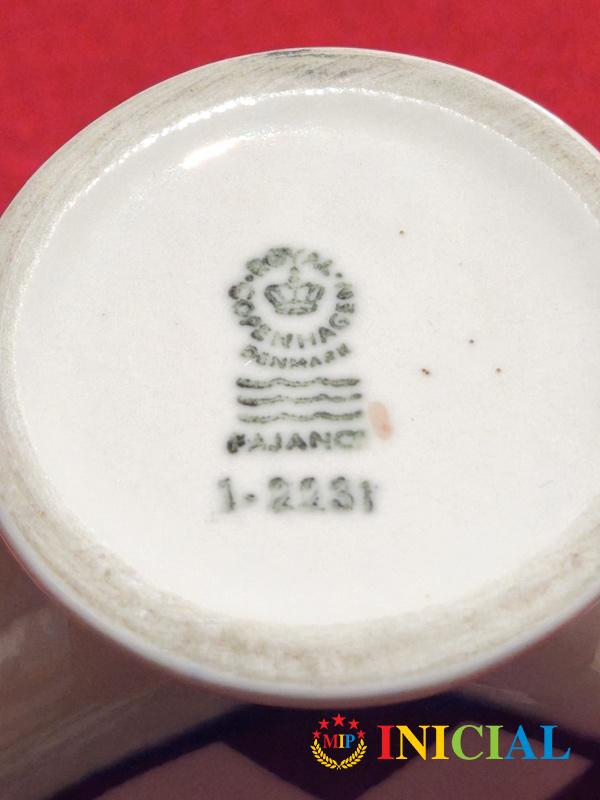 ROYAL
COPENHAGEN
DENMARK
FAJANCE
1-2231
MIP INICIAL